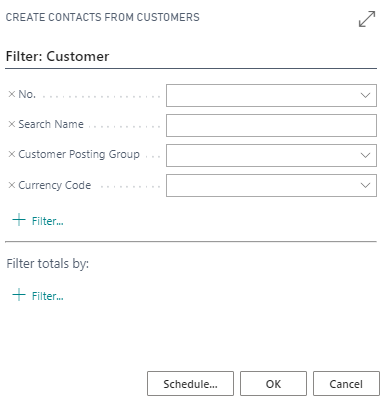 CREATE CONTACTS FROM CUSTOMERS
Filter: Customer
× No.
× Search Name
× Customer Posting Group
× Currency Code
+ Filter...
Filter totals by:
+ Filter...
Schedule... OK Cancel